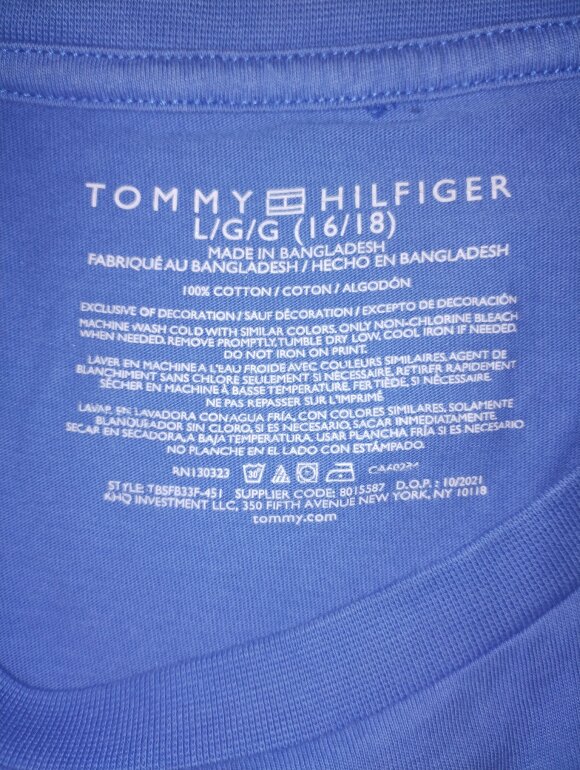 TOMMY HILFIGER
L/G/G (16/18)
MADE IN BANGLADESH
FABRIQUÉ AU BANGLADESH / HECHO EN BANGLADESH
100% COTTON / COTON / ALGODÓN
EXCLUSIVE OF DECORATION / SAUF DÉCORATION / EXCEPTO DE DECORACIÓN
MACHINE WASH COLD WITH SIMILAR COLORS. ONLY NON-CHLORINE BLEACH
WHEN NEEDED. REMOVE PROMPTLY, TUMBLE DRY LOW, COOL IRON IF NEEDED.
DO NOT IRON ON PRINT.
LAVER EN MACHINE A L'EAU FROIDE AVEC COULEURS SIMILAIRES, AGENT DE
BLANCHIMENT SANS CHLORE SEULEMENT SI NÉCESSAIRE, RETIRER RAPIDEMENT
SÉCHER EN MACHINE À BASSE TEMPERATURE. FER TIÈDE, SI NÉCESSAIRE.
NE PAS REPASSER SUR L'IMPRIMÉ
LAVAR EN LAVADORA CON AGUA FRÍA, CON COLORES SIMILARES, SOLAMENTE
BLANQUEADOR SIN CLORO, SI ES NECESARIO, SACAR INMEDIATAMENTE.
SECAR EN SECADORA, A BAJA TEMPERATURA. USAR PLANCHA FRÍA SI ES NECESARIO
NO PLANCHE EN LO ESTÁMPADO.
RN130323 30°
STYLE: TBSFB33F-451 SUPPLIER CODE: 8015587 D.O.P.: 10/2021
KHQ INVESTMENT LLC, 350 FIFTH AVENUE NEW YORK, NY 10118
tommy.com